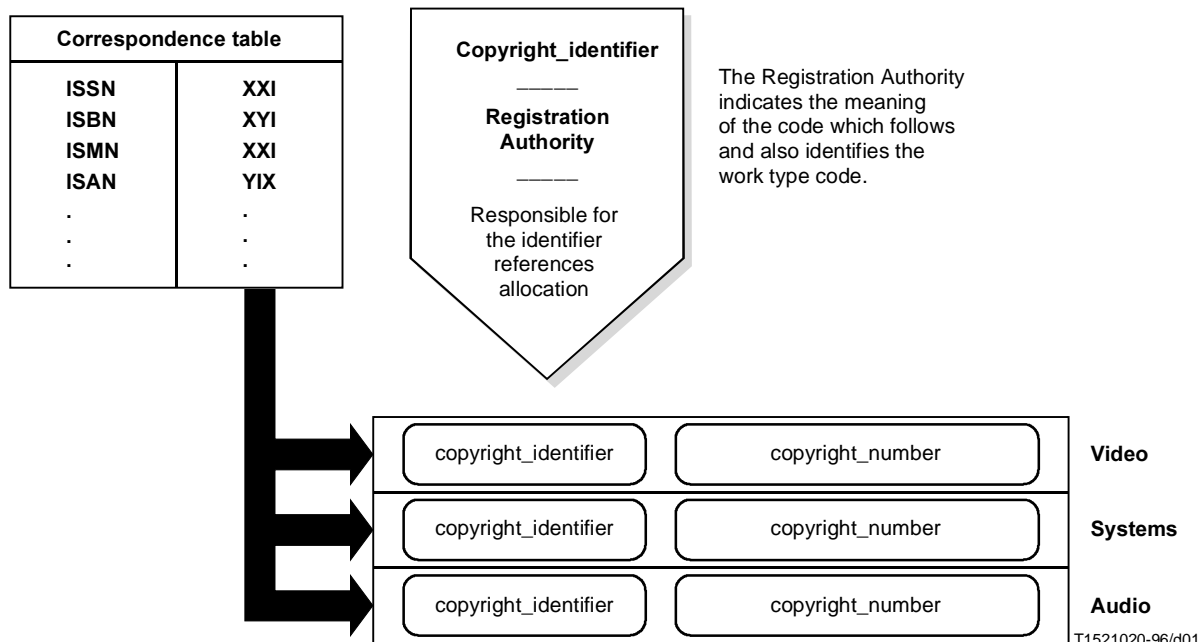 Correspondence table
ISSN XXI
ISBN XYI
ISMN XXI
ISAN YIX
. .
. .
. .
Copyright_identifier
_____
Registration
Authority
_____
Responsible for
the identifier
references
allocation
The Registration Authority
indicates the meaning
of the code which follows
and also identifies the
work type code.
copyright_identifier copyright_number Video
copyright_identifier copyright_number Systems
copyright_identifier copyright_number Audio
T1521020-96/d01